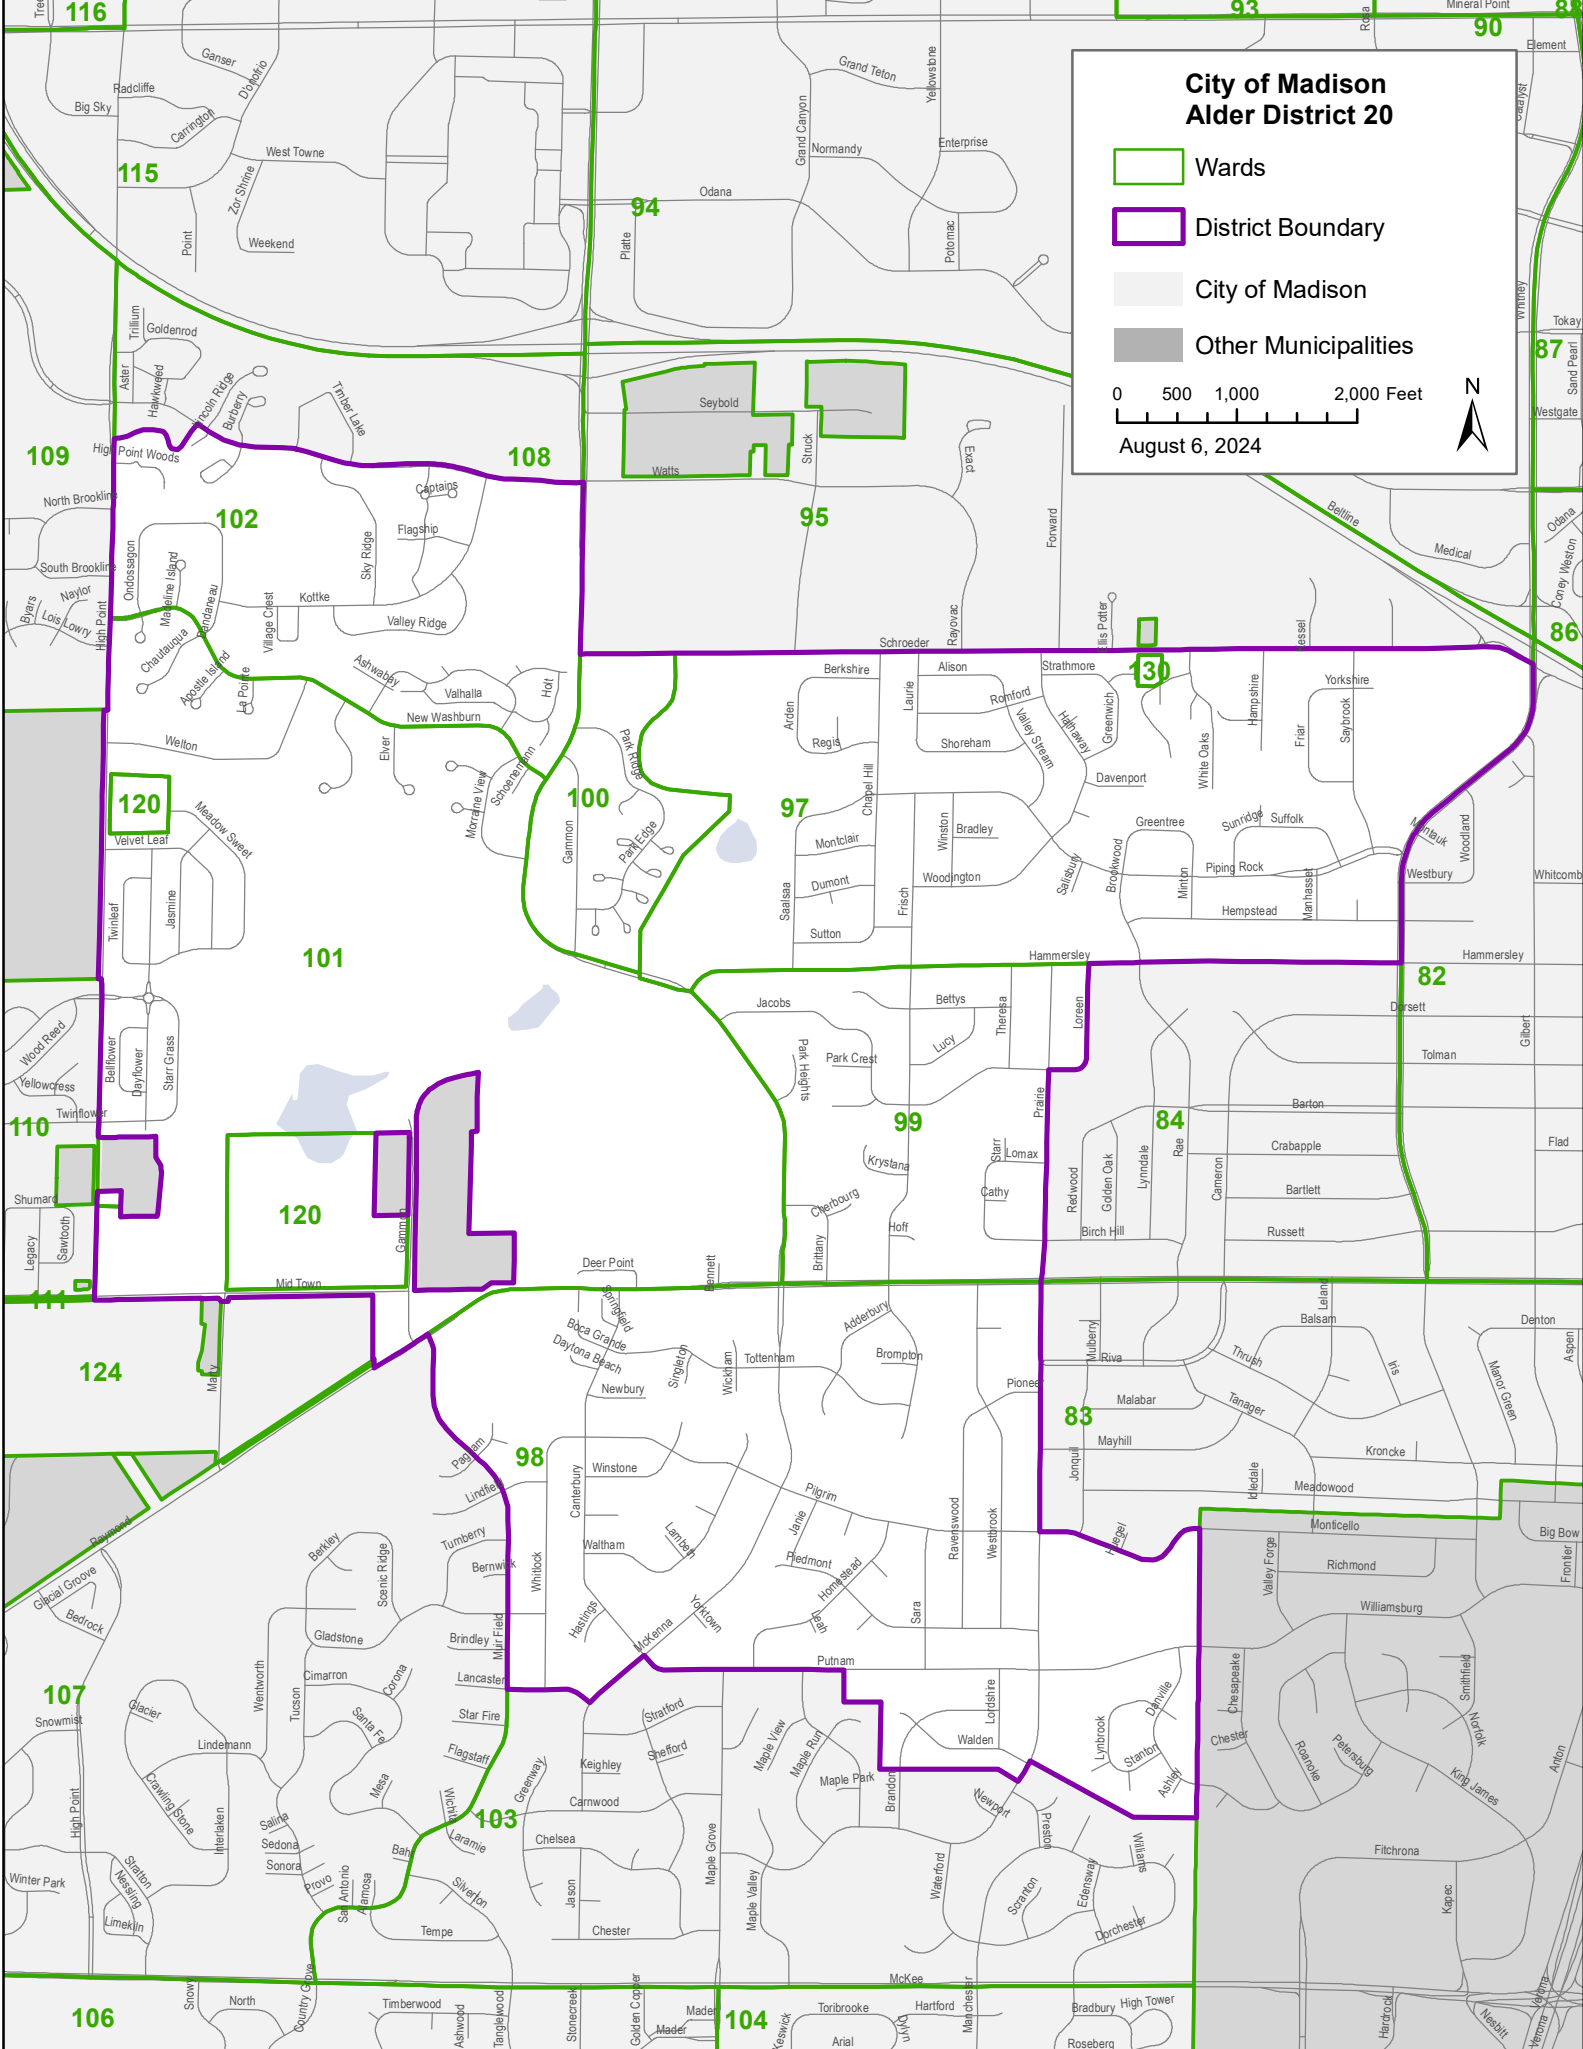 116
93
Mineral Point
88
90
Rosa
Element
Ganser
D'onofrio
Grand Teton
Yellowstone
City of Madison
Alder District 20
Radcliffe
Big Sky
Carrington
Grand Canyon
Normandy
Enterprise
Catalyst
115
West Towne
Wards
Zor Shrine
Odana
94
Point
Weekend
Platte
Potomac
District Boundary
City of Madison
Whitney
Trillium
Goldenrod
Tokay
Other Municipalities
87
Sand Pearl
Aster
Hawkweed
Lincoln Ridge
Burberry
Timber Lake
Seybold
0 500 1,000 2,000 Feet
N
Westgate
August 6, 2024
109
High Point Woods
108
Watts
Struck
Exact
North Brookline
Captains
102
95
Flagship
Forward
Beltline
Odana
Medical
Ondossagon
Sky Ridge
Madeline Island
South Brookline
Naylor
Byars
Lois Lowry
High Point
Dandaneau
Village Crest
Kottke
Valley Ridge
Coney Weston
Ellis Potter
Rayovac
Schroeder
Kessel
86
Chautauqua
Apostle Island
La Pointe
Ashwabay
Valhalla
Holt
Berkshire
Alison
Strathmore
130
Yorkshire
Laurie
Romford
Arden
Greenwich
Hampshire
Friar
Saybrook
New Washburn
Welton
Elver
Park Ridge
Regis
Shoreham
Valley Stream
Hathaway
White Oaks
Schoenemann
Morraine View
Davenport
120
Meadow Sweet
100
97
Chapel Hill
Velvet Leaf
Gammon
Park Edge
Montclair
Winston
Bradley
Greentree
Sunridge
Suffolk
Montauk
Woodland
Piping Rock
Dumont
Woodington
Salisbury
Brookwood
Minton
Manhasset
Westbury
Whitcomb
Twinleaf
Jasmine
Saalsaa
Frisch
Hempstead
Sutton
101
Hammersley
Hammersley
82
Jacobs
Bettys
Theresa
Loreen
Dorsett
Gilbert
Wood Reed
Bellflower
Dayflower
Starr Grass
Park Heights
Park Crest
Lucy
Tolman
Yellowcress
Twinflower
110
Prairie
99
84
Barton
Rae
Crabapple
Flad
Krystana
Starr
Lomax
Redwood
Golden Oak
Lynndale
Cameron
Cathy
Bartlett
Shumard
120
Cherbourg
Legacy
Sawtooth
Gammon
Brittany
Hoff
Birch Hill
Russett
Deer Point
Bennett
Mid Town
111
Springfield
Leland
Adderbury
Boca Grande
Daytona Beach
Mulberry
Balsam
Denton
124
Marty
Singleton
Wickham
Tottenham
Brompton
Riva
Thrush
Iris
Aspen
Newbury
Pioneer
Manor Green
83
Malabar
Tanager
98
Mayhill
Kroncke
Winstone
Jonquil
Idledale
Meadowood
Lindfield
Canterbury
Pilgrim
Raymond
Janie
Ravenswood
Westbrook
Monticello
Big Bow
Turnberry
Berkley
Waltham
Lambeth
Piedmont
Homestead
Valley Forge
Richmond
Frontier
Bernwick
Scenic Ridge
Whitlock
Glacial Groove
Bedrock
Hastings
Yorktown
Leah
Sara
Williamsburg
Gladstone
Brindley
Muir Field
McKenna
Putnam
Wentworth
Cimarron
Lancaster
Corona
107
Snowmist
Glacier
Tucson
Santa Fe
Star Fire
Stratford
Lordshire
Danville
Chesapeake
Smithfield
Lindemann
Flagstaff
Shefford
Maple View
Maple Run
Walden
Lynbrook
Stanton
Chester
Norfolk
Keighley
Greenway
Roanoke
Petersburg
Anton
Crawling Stone
Mesa
Maple Park
Brandon
Ashley
King James
High Point
Interlaken
Wichita
Carnwood
Newport
103
Salina
Sedona
Sonora
Laramie
Chelsea
Preston
Bahr
Maple Grove
Williams
Fitchrona
Winter Park
Stratton
Nessling
Provo
San Antonio
Alamosa
Silverton
Jason
Maple Valley
Waterford
Scranton
Edensway
Kapec
Limekiln
Tempe
Chester
Dorchester
McKee
Snowy
Country Grove
North
Timberwood
Ashwood
Tanglewood
Stonecreek
Golden Copper
Mader
Mader
Toribrooke
Hartford
Manchester
Bradbury
High Tower
106
104
Keswick
Arial
Dylyn
Roseberg
Hardrock
Nesbitt
Verona
Verona